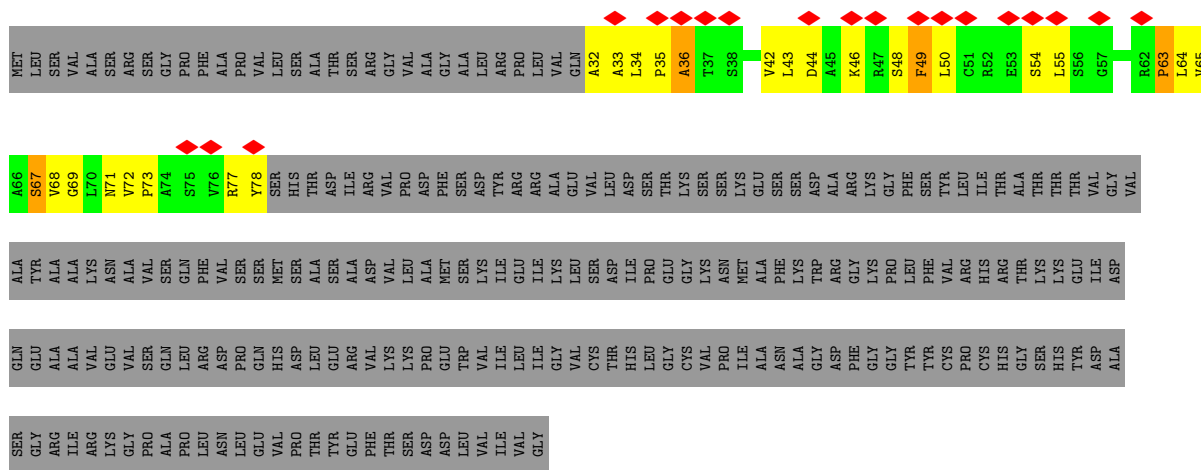 MET LEU SER VAL ALA SER ARG SER GLY PRO PHE ALA PRO VAL LEU SER ALA THR SER ARG GLY VAL ALA GLY ALA LEU ARG PRO LEU VAL GLN A32 A33 L34 P35 A36 T37 S38 V42 L43 D44 A45 K46 R47 S48 F49 L50 C51 R52 E53 S54 L55 S56 G57 R62 P63 L64 V65
A66 S67 V68 G69 L70 N71 V72 P73 A74 S75 V76 R77 Y78 SER HIS THR ASP ILE ARG VAL PRO ASP PHE SER ASP TYR ARG ARG ALA GLU VAL LEU ASP SER THR LYS SER SER LYS GLU SER SER ASP ALA ARG LYS GLY PHE SER TYR LEU ILE THR ALA THR THR THR VAL GLY VAL
ALA TYR ALA ALA LYS ASN ALA VAL SER GLN PHE VAL SER SER MET SER ALA SER ALA ASP VAL LEU ALA MET SER LYS ILE GLU ILE LYS LEU SER ASP ILE PRO GLU GLY LYS ASN MET ALA PHE LYS TRP ARG GLY LYS PRO LEU PHE VAL ARG HIS ARG THR LYS LYS GLU ILE ASP
GLN GLU ALA ALA VAL GLU VAL SER GLN LEU ARG ASP PRO GLN HIS ASP LEU GLU ARG VAL LYS LYS PRO GLU TRP VAL ILE LEU ILE GLY VAL CYS THR HIS LEU GLY CYS VAL PRO ILE ALA ASN ALA GLY ASP PHE GLY GLY TYR TYR CYS PRO CYS HIS GLY SER HIS TYR ASP ALA
SER GLY ARG ILE ARG LYS GLY PRO ALA PRO LEU ASN LEU GLU VAL PRO THR TYR GLU PHE THR SER ASP ASP LEU VAL ILE VAL GLY